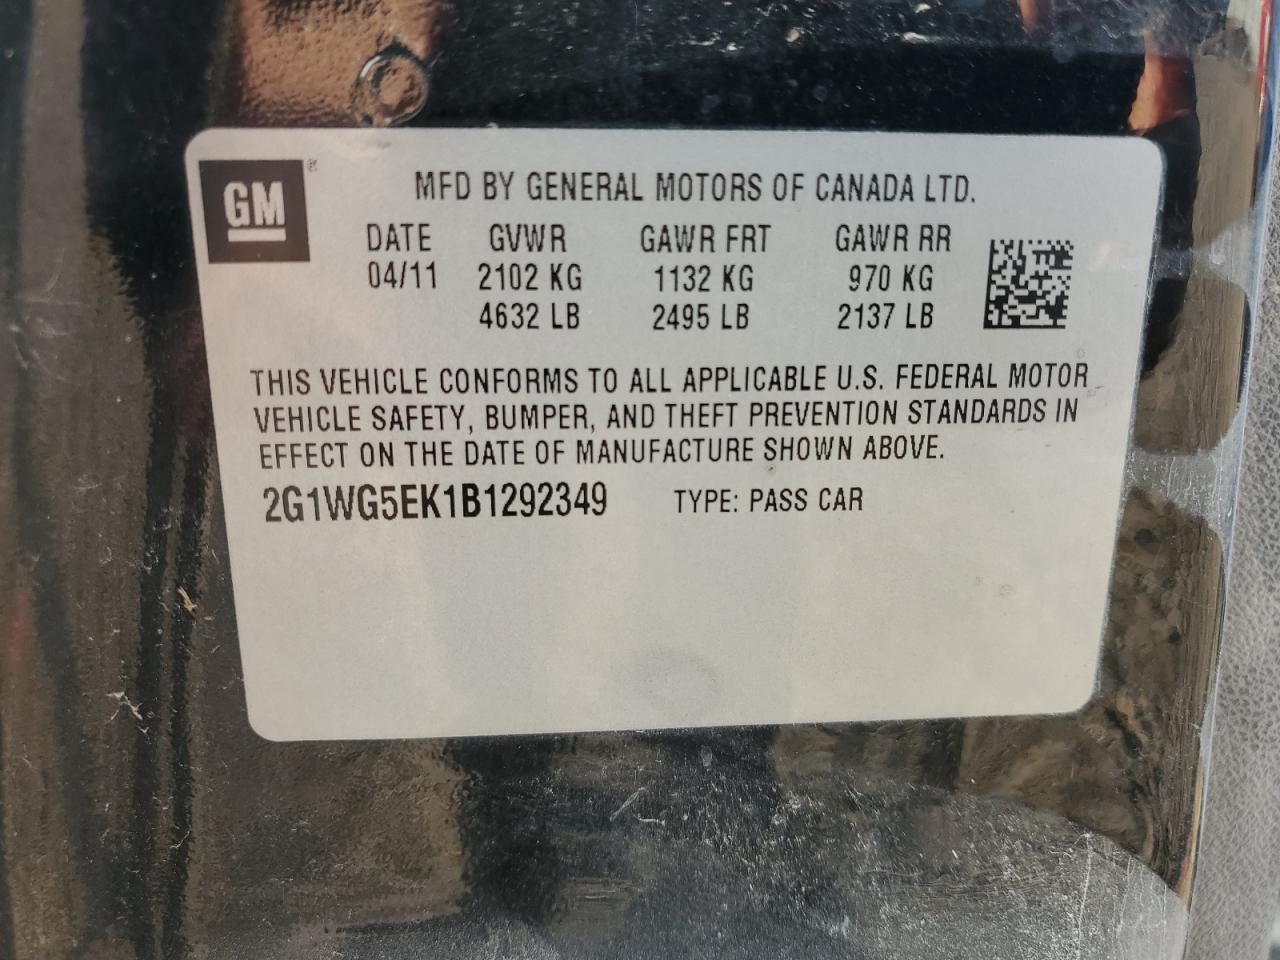 GM ®
MFD BY GENERAL MOTORS OF CANADA LTD.
DATE GVWR GAWR FRT GAWR RR
04/11 2102 KG 1132 KG 970 KG
4632 LB 2495 LB 2137 LB
THIS VEHICLE CONFORMS TO ALL APPLICABLE U.S. FEDERAL MOTOR
VEHICLE SAFETY, BUMPER, AND THEFT PREVENTION STANDARDS IN
EFFECT ON THE DATE OF MANUFACTURE SHOWN ABOVE.
2G1WG5EK1B1292349 TYPE: PASS CAR